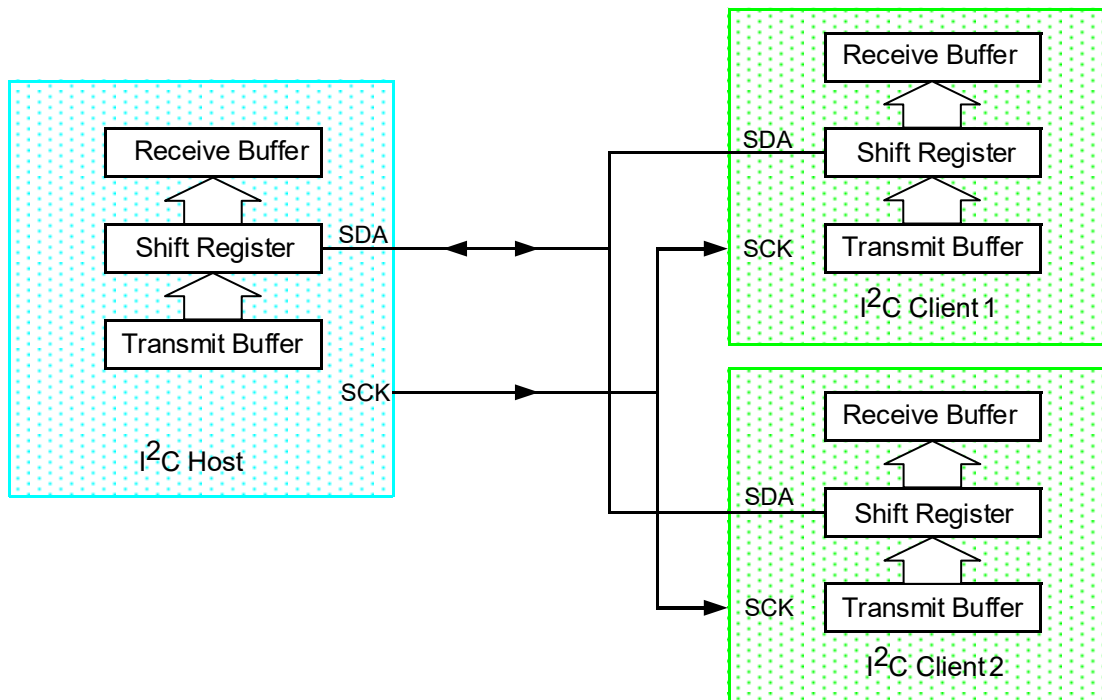 Receive Buffer
Shift Register
SDA
Transmit Buffer
SCK
I²C Host
Receive Buffer
SDA
Shift Register
SCK
Transmit Buffer
I²C Client 1
Receive Buffer
SDA
Shift Register
SCK
Transmit Buffer
I²C Client 2